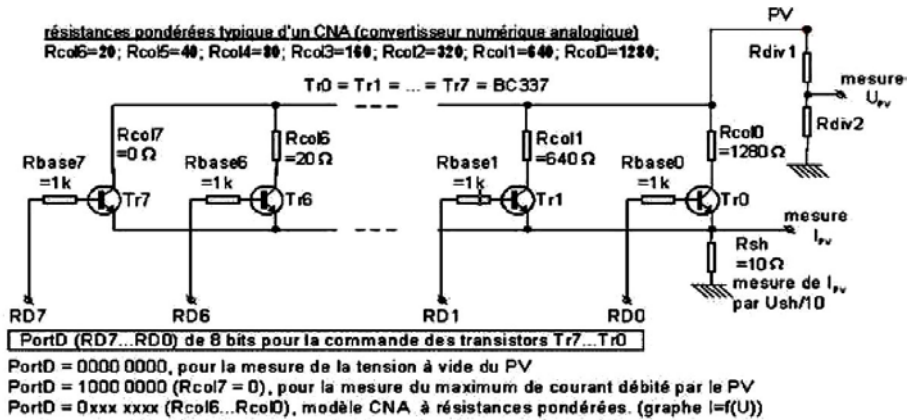 résistances pondérées typique d'un CNA (convertisseur numérique analogique)
Rcol6=20; Rcol5=40; Rcol4=80; Rcol3=160; Rcol2=320; Rcol1=640; Rcol0=1280;
PV
Rdiv1
mesure
U PV
Rdiv2
Tr0 = Tr1 = ... = Tr7 = BC337
Rcol7
=0 Ω
Rcol6
=20 Ω
Rcol1
=640 Ω
Rcol0
=1280 Ω
Rbase7
=1k
Rbase6
=1k
Rbase1
=1k
Rbase0
=1k
Tr7
Tr6
Tr1
Tr0
mesure
I PV
Rsh
=10 Ω
mesure de I PV
par Ush/10
RD7
RD6
RD1
RD0
PortD (RD7...RD0) de 8 bits pour la commande des transistors Tr7...Tr0
PortD = 0000 0000, pour la mesure de la tension à vide du PV
PortD = 1000 0000 (Rcol7 = 0), pour la mesure du maximum de courant débité par le PV
PortD = 0xxx xxxx (Rcol6...Rcol0), modèle CNA à résistances pondérées. (graphe I=f(U))